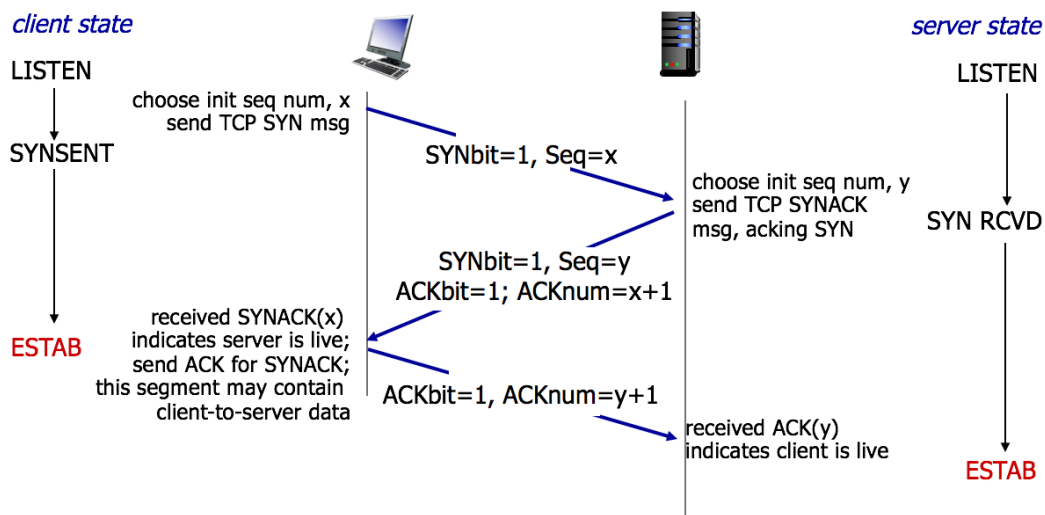 client state
server state
LISTEN
LISTEN
choose init seq num, x
send TCP SYN msg
SYNSENT
SYNbit=1, Seq=x
choose init seq num, y
send TCP SYNACK
msg, acking SYN
SYN RCVD
SYNbit=1, Seq=y
ACKbit=1; ACKnum=x+1
received SYNACK(x)
indicates server is live;
send ACK for SYNACK;
this segment may contain
client-to-server data
ESTAB
ACKbit=1, ACKnum=y+1
received ACK(y)
indicates client is live
ESTAB